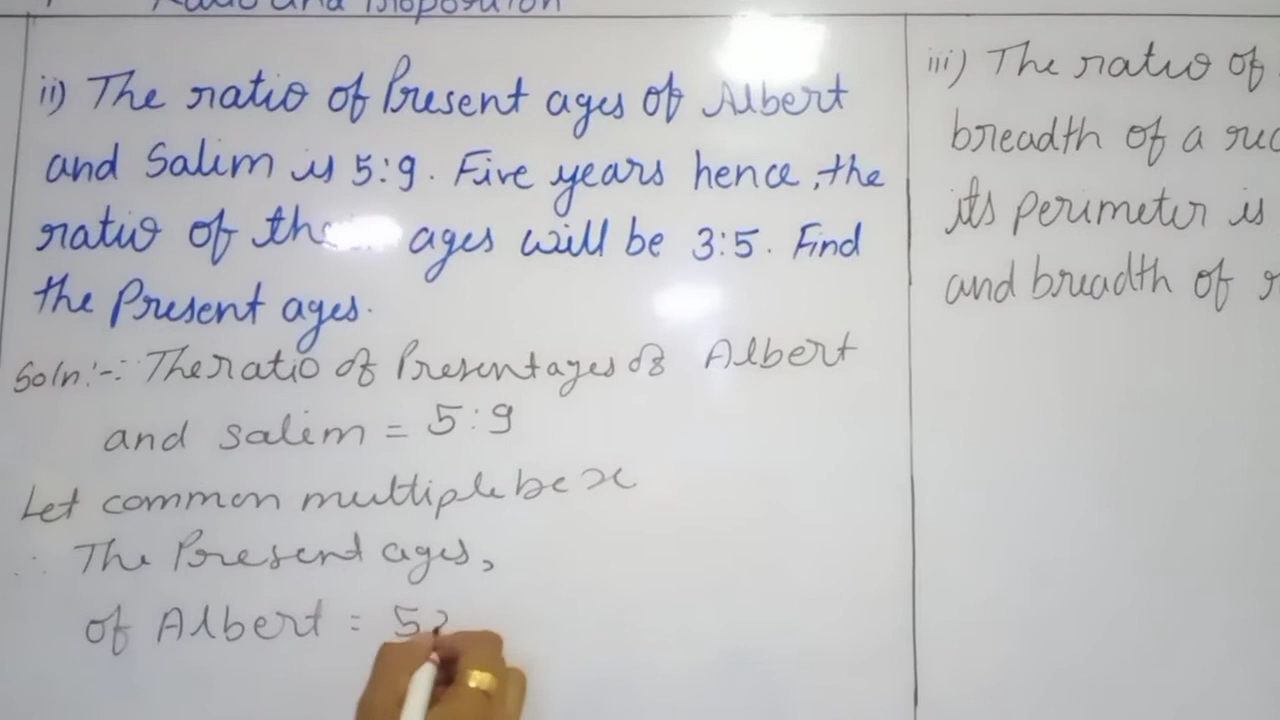 Ratio and Proportion
ii) The ratio of Present ages of Albert
and Salim is 5:9. Five years hence, the
ratio of ages will be 3:5. Find
the Present ages.
Soln:-: The ratio of Present ages of Albert
and Salim = 5:9
Let common multiple be x
∴ The Present ages,
of Albert = 5
iii) The ratio of
breadth of a
its perimeter is
and breadth of